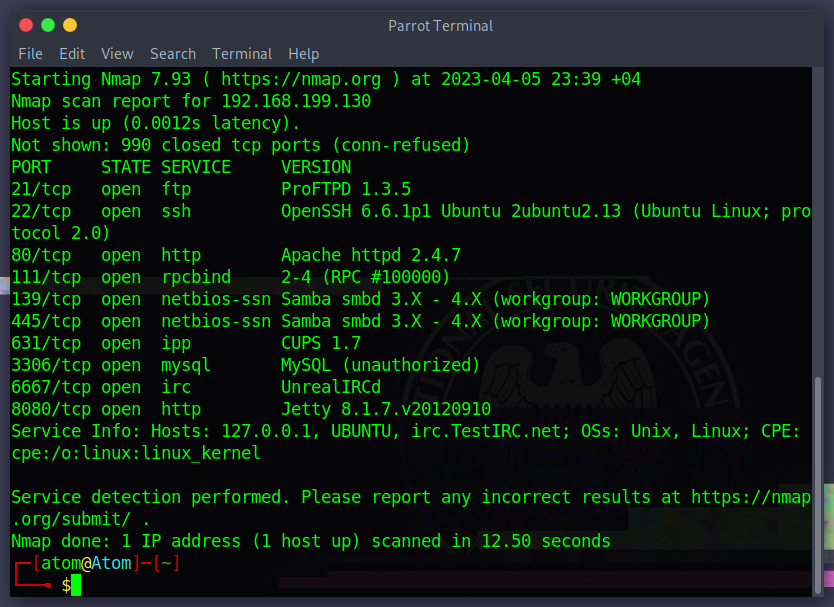 Parrot Terminal
File Edit View Search Terminal Help
Starting Nmap 7.93 ( https://nmap.org ) at 2023-04-05 23:39 +04
Nmap scan report for 192.168.199.130
Host is up (0.0012s latency).
Not shown: 990 closed tcp ports (conn-refused)
PORT     STATE SERVICE     VERSION
21/tcp   open  ftp         ProFTPD 1.3.5
22/tcp   open  ssh         OpenSSH 6.6.1p1 Ubuntu 2ubuntu2.13 (Ubuntu Linux; pro
tocol 2.0)
80/tcp   open  http        Apache httpd 2.4.7
111/tcp  open  rpcbind     2-4 (RPC #100000)
139/tcp  open  netbios-ssn Samba smbd 3.X - 4.X (workgroup: WORKGROUP)
445/tcp  open  netbios-ssn Samba smbd 3.X - 4.X (workgroup: WORKGROUP)
631/tcp  open  ipp         CUPS 1.7
3306/tcp open  mysql       MySQL (unauthorized)
6667/tcp open  irc         UnrealIRCd
8080/tcp open  http        Jetty 8.1.7.v20120910
Service Info: Hosts: 127.0.0.1, UBUNTU, irc.TestIRC.net; OSs: Unix, Linux; CPE:
cpe:/o:linux:linux_kernel
Service detection performed. Please report any incorrect results at https://nmap
.org/submit/ .
Nmap done: 1 IP address (1 host up) scanned in 12.50 seconds
┌─[atom@Atom]─[~]
└──╼ $